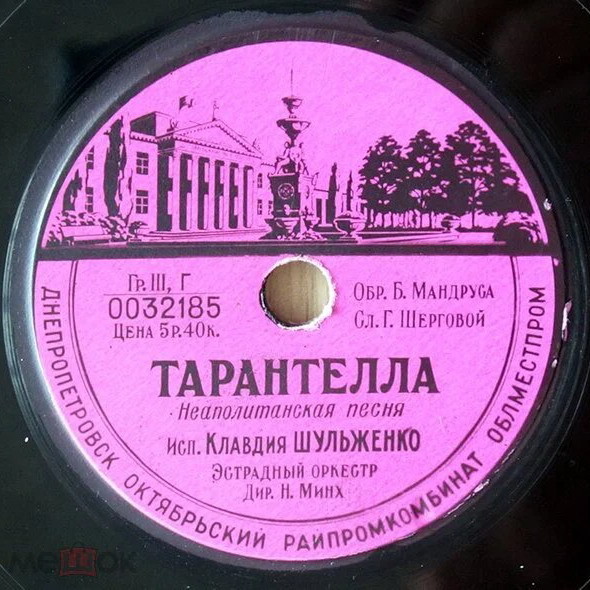 Гр. III, Г
0032185
Цена 5р.40к.
Обр. Б. Мандруса
Сл. Г. Шерговой
ТАРАНТЕЛЛА
Неаполитанская песня
исп. Клавдия ШУЛЬЖЕНКО
Эстрадный оркестр
Дир. Н. Минх
ДНЕПРОПЕТРОВСК ОКТЯБРЬСКИЙ РАЙПРОМКОМБИНАТ ОБЛМЕСТПРОМ
мешок